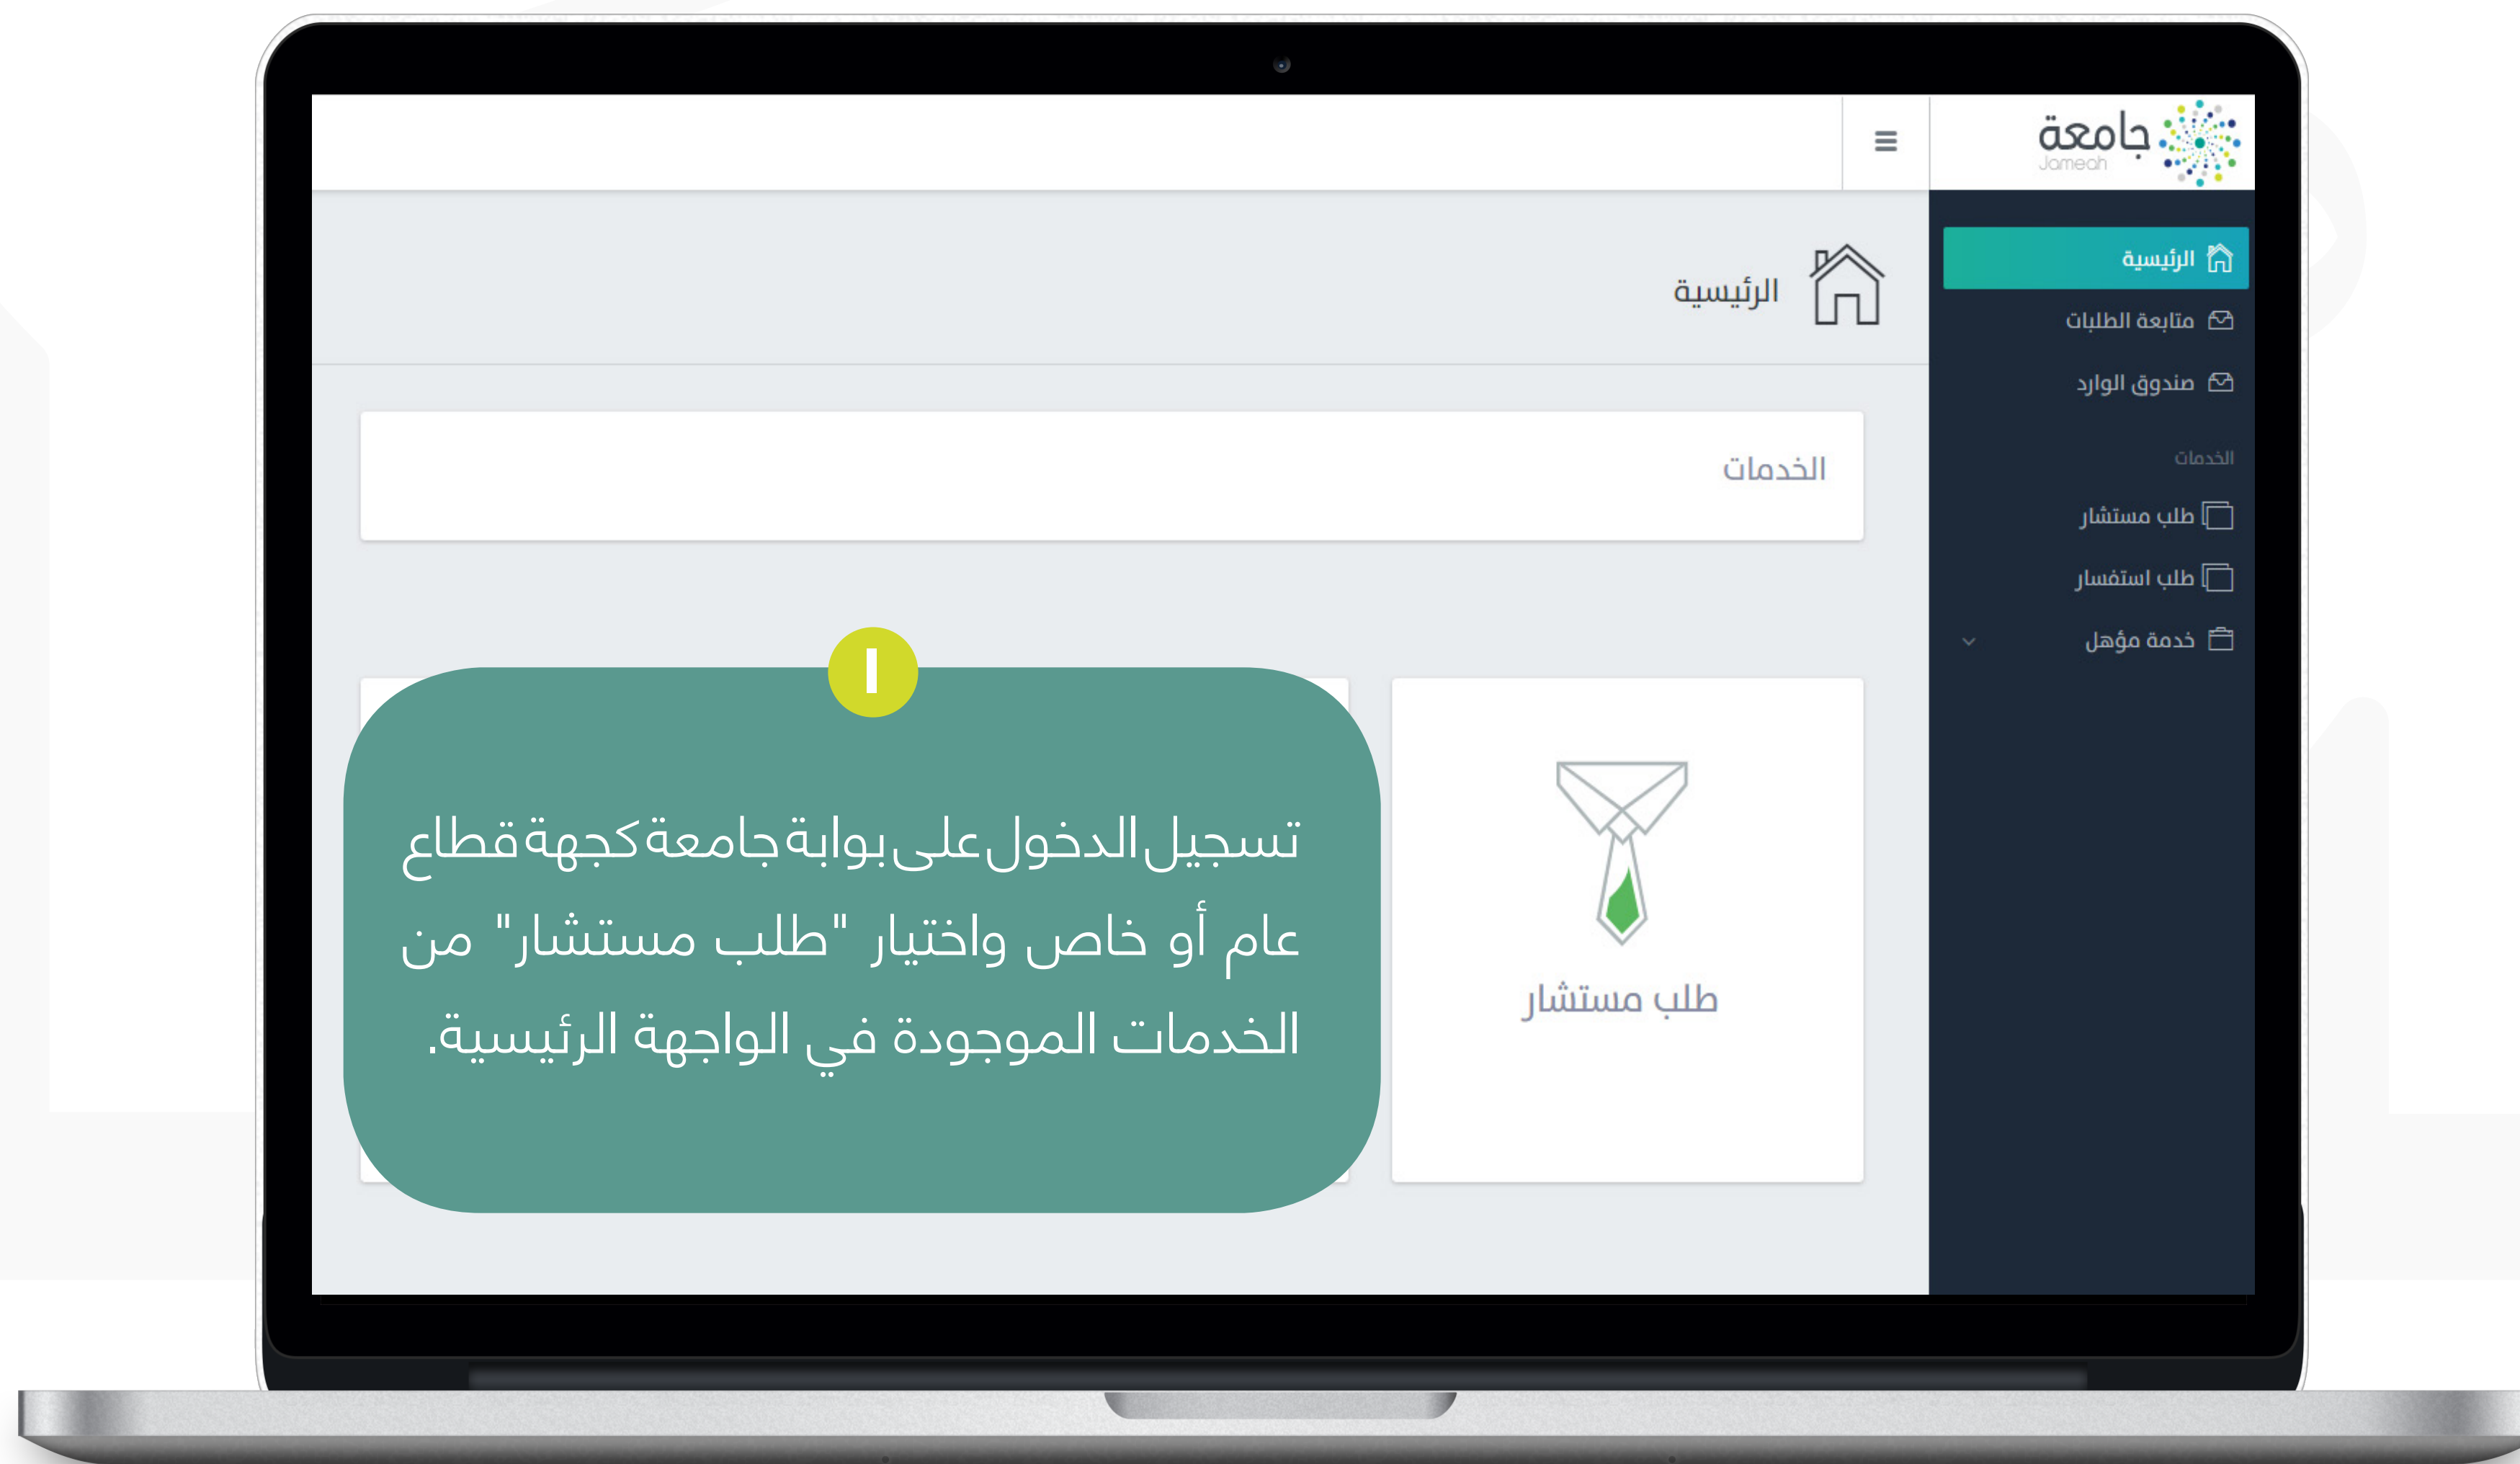 جامعة
Jameah
الرئيسية
متابعة الطلبات
صندوق الوارد
الخدمات
طلب مستشار
طلب استفسار
خدمة مؤهل
الرئيسية
الخدمات
طلب مستشار
١
تسجيل الدخول على بوابة جامعة كجهة قطاع
عام أو خاص واختيار "طلب مستشار" من
الخدمات الموجودة في الواجهة الرئيسية.